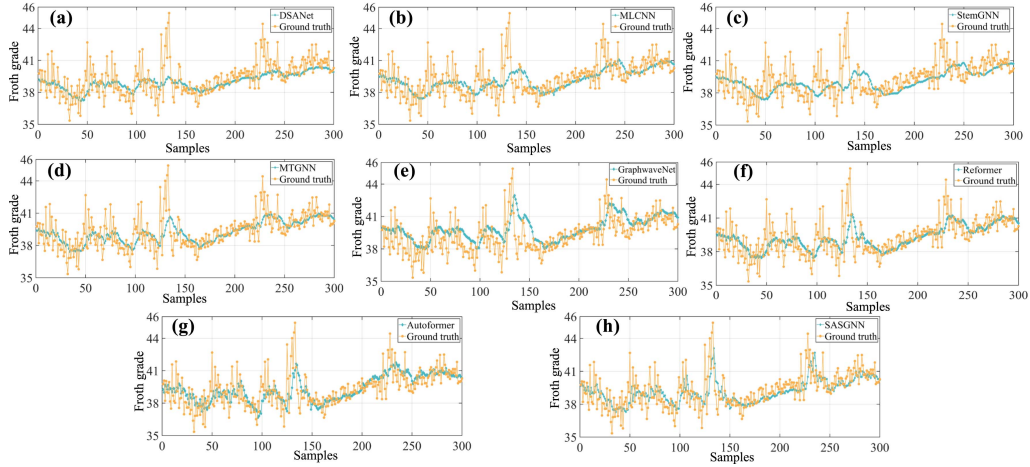 (a)
DSANet
Ground truth
Froth grade
46
41
38
35
0 50 100 150 200 250 300
Samples
(b)
MLCNN
Ground truth
Froth grade
46
44
41
38
35
0 50 100 150 200 250 300
Samples
(c)
StemGNN
Ground truth
Froth grade
46
44
41
38
35
0 50 100 150 200 250 300
Samples
(d)
MTGNN
Ground truth
Froth grade
46
44
41
38
35
0 50 100 150 200 250 300
Samples
(e)
GraphwaveNet
Ground truth
Froth grade
46
44
41
38
35
0 50 100 150 200 250 300
Samples
(f)
Reformer
Ground truth
Froth grade
46
44
41
38
35
0 50 100 150 200 250 300
Samples
(g)
Autoformer
Ground truth
Froth grade
46
44
41
38
35
0 50 100 150 200 250 300
Samples
(h)
SASGNN
Ground truth
Froth grade
46
44
41
38
35
0 50 100 150 200 250 300
Samples